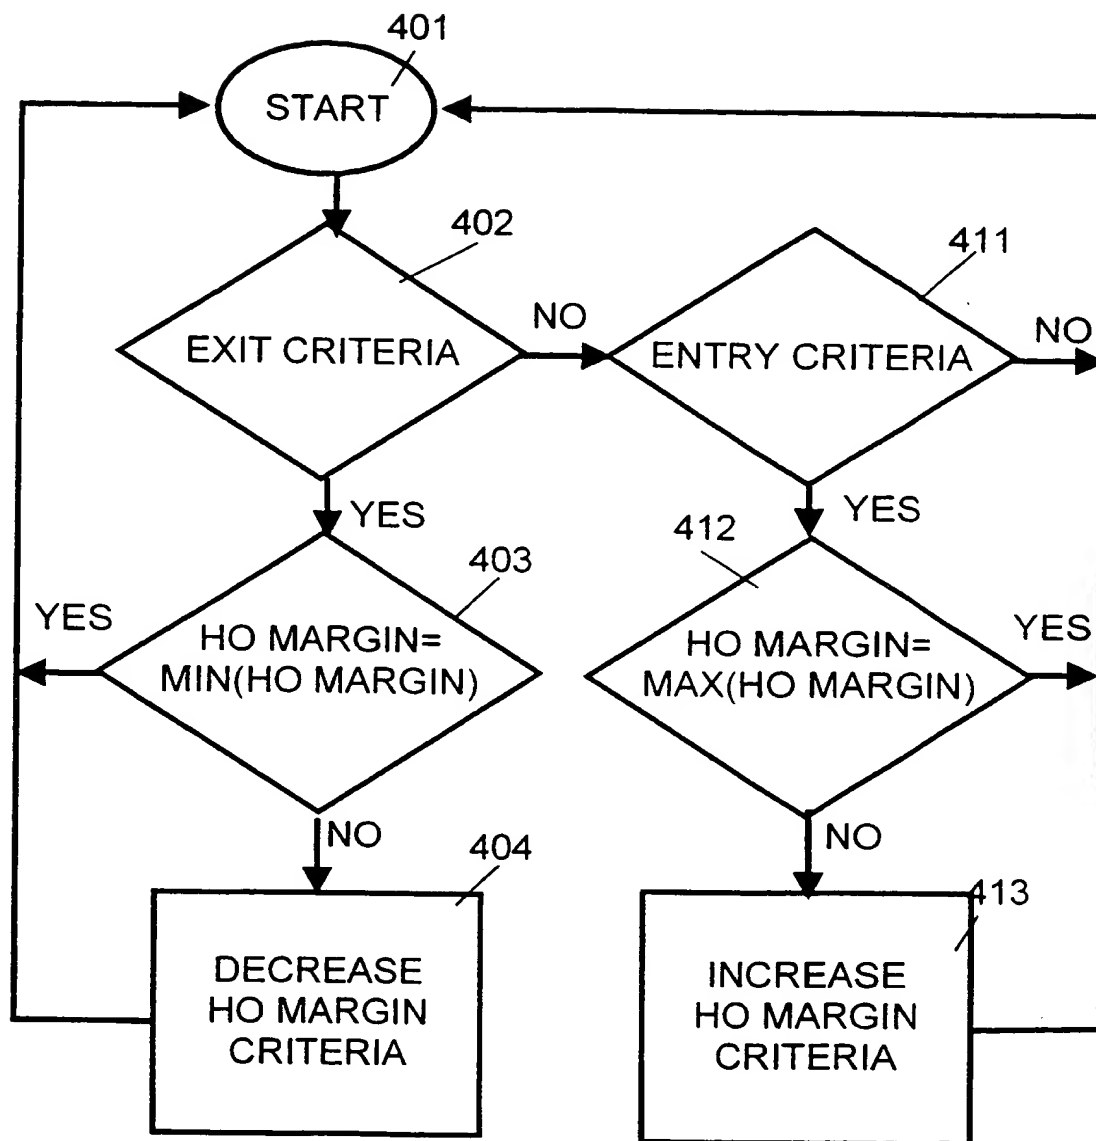 401
START
402
411
EXIT CRITERIA
NO
ENTRY CRITERIA
NO
YES
YES
412
403
YES
HO MARGIN=
MIN(HO MARGIN)
HO MARGIN=
MAX(HO MARGIN)
YES
NO
NO
404
413
DECREASE
HO MARGIN
CRITERIA
INCREASE
HO MARGIN
CRITERIA